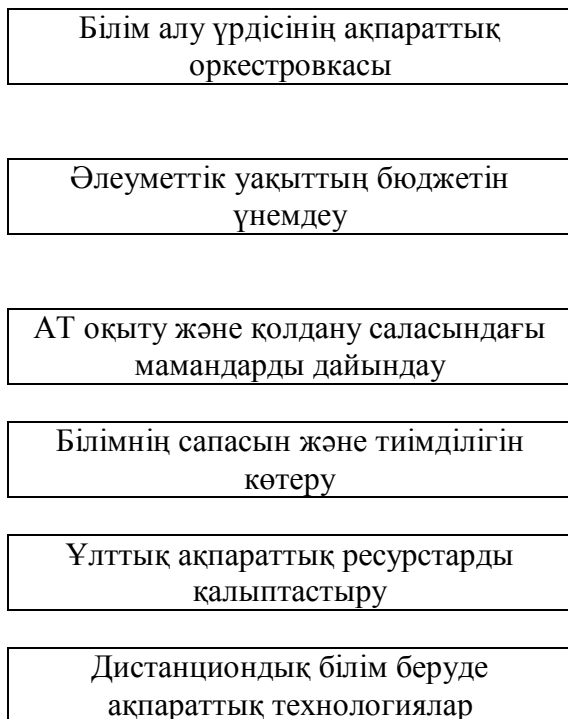 Білім алу үрдісінің ақпараттық
оркестровкасы
Әлеуметтік уақыттың бюджетін
үнемдеу
АТ оқыту және қолдану саласындағы
мамандарды дайындау
Білімнің сапасын және тиімділігін
көтеру
Ұлттық ақпараттық ресурстарды
қалыптастыру
Дистанциондық білім беруде
ақпараттық технологиялар